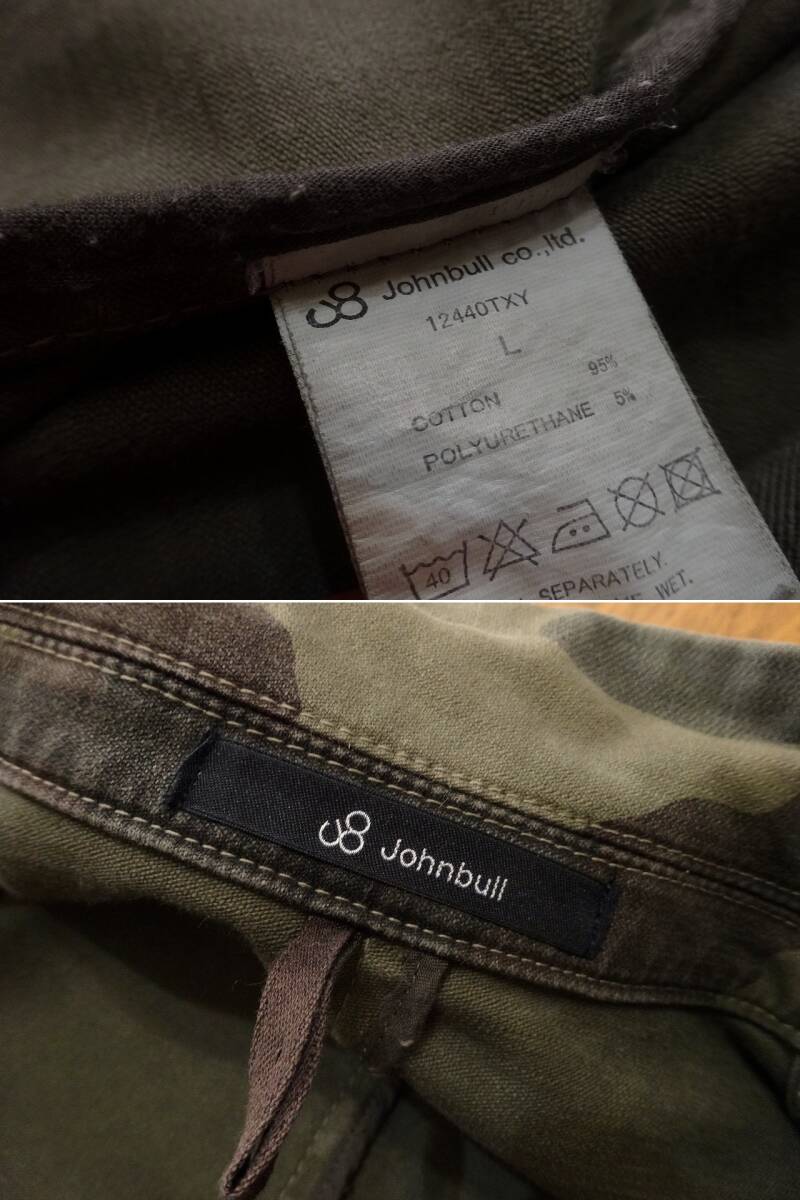 Johnbull co.,ltd.
12440TXY
L
COTTON 95%
POLYURETHANE 5%
40
SEPARATELY.
WET.
Johnbull